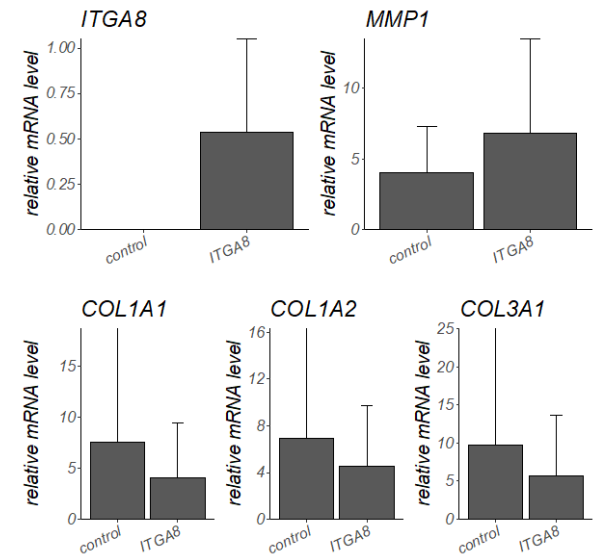 ITGA8
relative mRNA level
1.00
0.75
0.50
0.25
0.00
control
ITGA8
MMP1
relative mRNA level
10
5
0
control
ITGA8
COL1A1
relative mRNA level
15
10
5
0
control
ITGA8
COL1A2
relative mRNA level
16
12
8
4
0
control
ITGA8
COL3A1
relative mRNA level
25
20
15
10
5
0
control
ITGA8